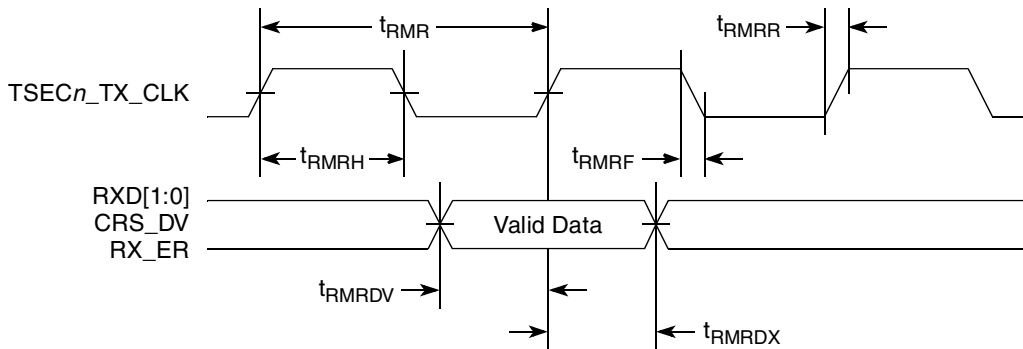 tRMR
tRMRR
TSECn_TX_CLK
tRMRH
tRMRF
RXD[1:0]
CRS_DV
Valid Data
RX_ER
tRMRDV
tRMRDX